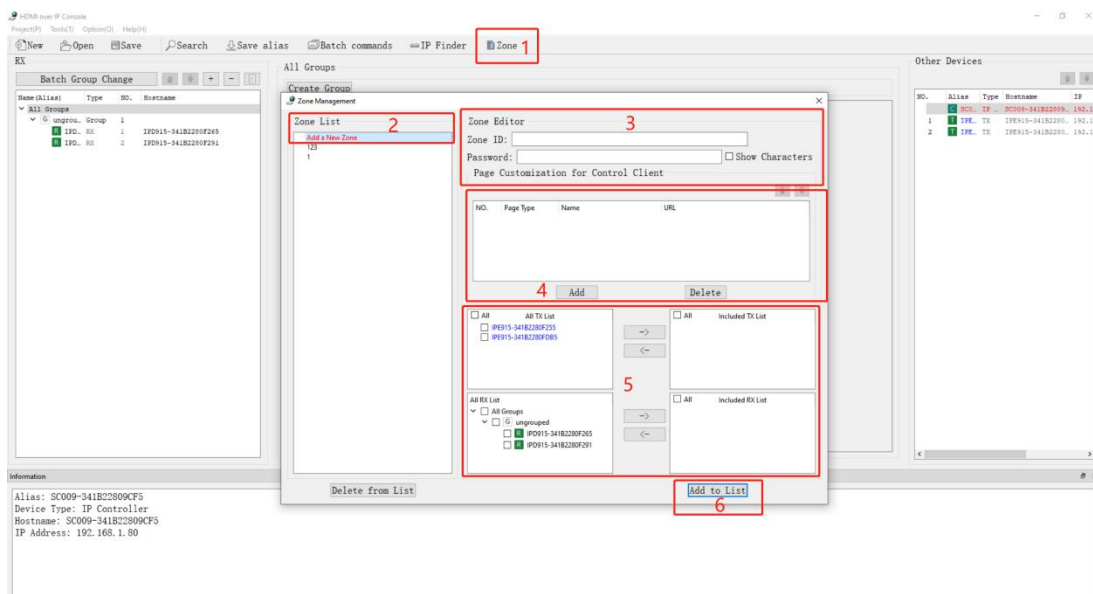 HDMI over IP Console
Project(P) Tools(T) Option(O) Help(H)
New Open Save Search Save alias Batch commands IP Finder Zone 1
RX
All Groups
Other Devices
Batch Group Change + −
Create Group
Name(Alias) Type NO. Hostname
All Groups
G ungrou… Group 1
R IPD… RX 1 IPD915-341B2280F265
R IPD… RX 2 IPD915-341B2280F291
NO. Alias Type Hostname IP
C SCO… IP … SC009-341B22809… 192.1
1 T IPE… TX IPE915-341B2280… 192.1
2 T IPE… TX IPE915-341B2280… 192.1
Zone Management
Zone List 2
Add a New Zone
123
1
Zone Editor 3
Zone ID:
Password: Show Characters
Page Customization for Control Client
NO. Page Type Name URL
4 Add Delete
All All TX List
IPE915-341B2280F255
IPE915-341B2280FDB5
-> 
<-
All Included TX List
5
All RX List
All Groups
G ungrouped
R IPD915-341B2280F265
R IPD915-341B2280F291
->
<-
All Included RX List
Delete from List
Add to List
6
Information
Alias: SC009-341B22809CF5
Device Type: IP Controller
Hostname: SC009-341B22809CF5
IP Address: 192.168.1.80